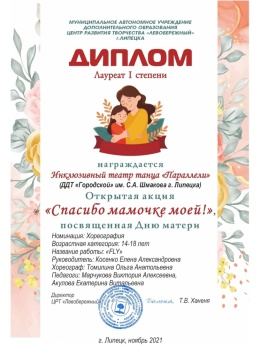 МУНИЦИПАЛЬНОЕ АВТОНОМНОЕ УЧРЕЖДЕНИЕ
ДОПОЛНИТЕЛЬНОГО ОБРАЗОВАНИЯ
ЦЕНТР РАЗВИТИЯ ТВОРЧЕСТВА «ЛЕВОБЕРЕЖНЫЙ»
г.ЛИПЕЦКА
ДИПЛОМ
Лауреат I степени
награждается
Инклюзивный театр танца «Параллели»
(ДДТ «Городской» им. С.А. Шмакова г. Липецка)
Открытая акция
«Спасибо мамочке моей!»,
посвященная Дню матери
Номинация: Хореография
Возрастная категория: 14-18 лет
Название работы: «FLY»
Руководитель: Косенко Елена Александровна
Хореограф: Томилина Ольга Анатольевна
Педагоги: Марчукова Виктория Алексеевна,
Акулова Екатерина Витальевна
Директор
ЦРТ «Левобережный»
Т.В. Ханеня
г. Липецк, ноябрь 2021